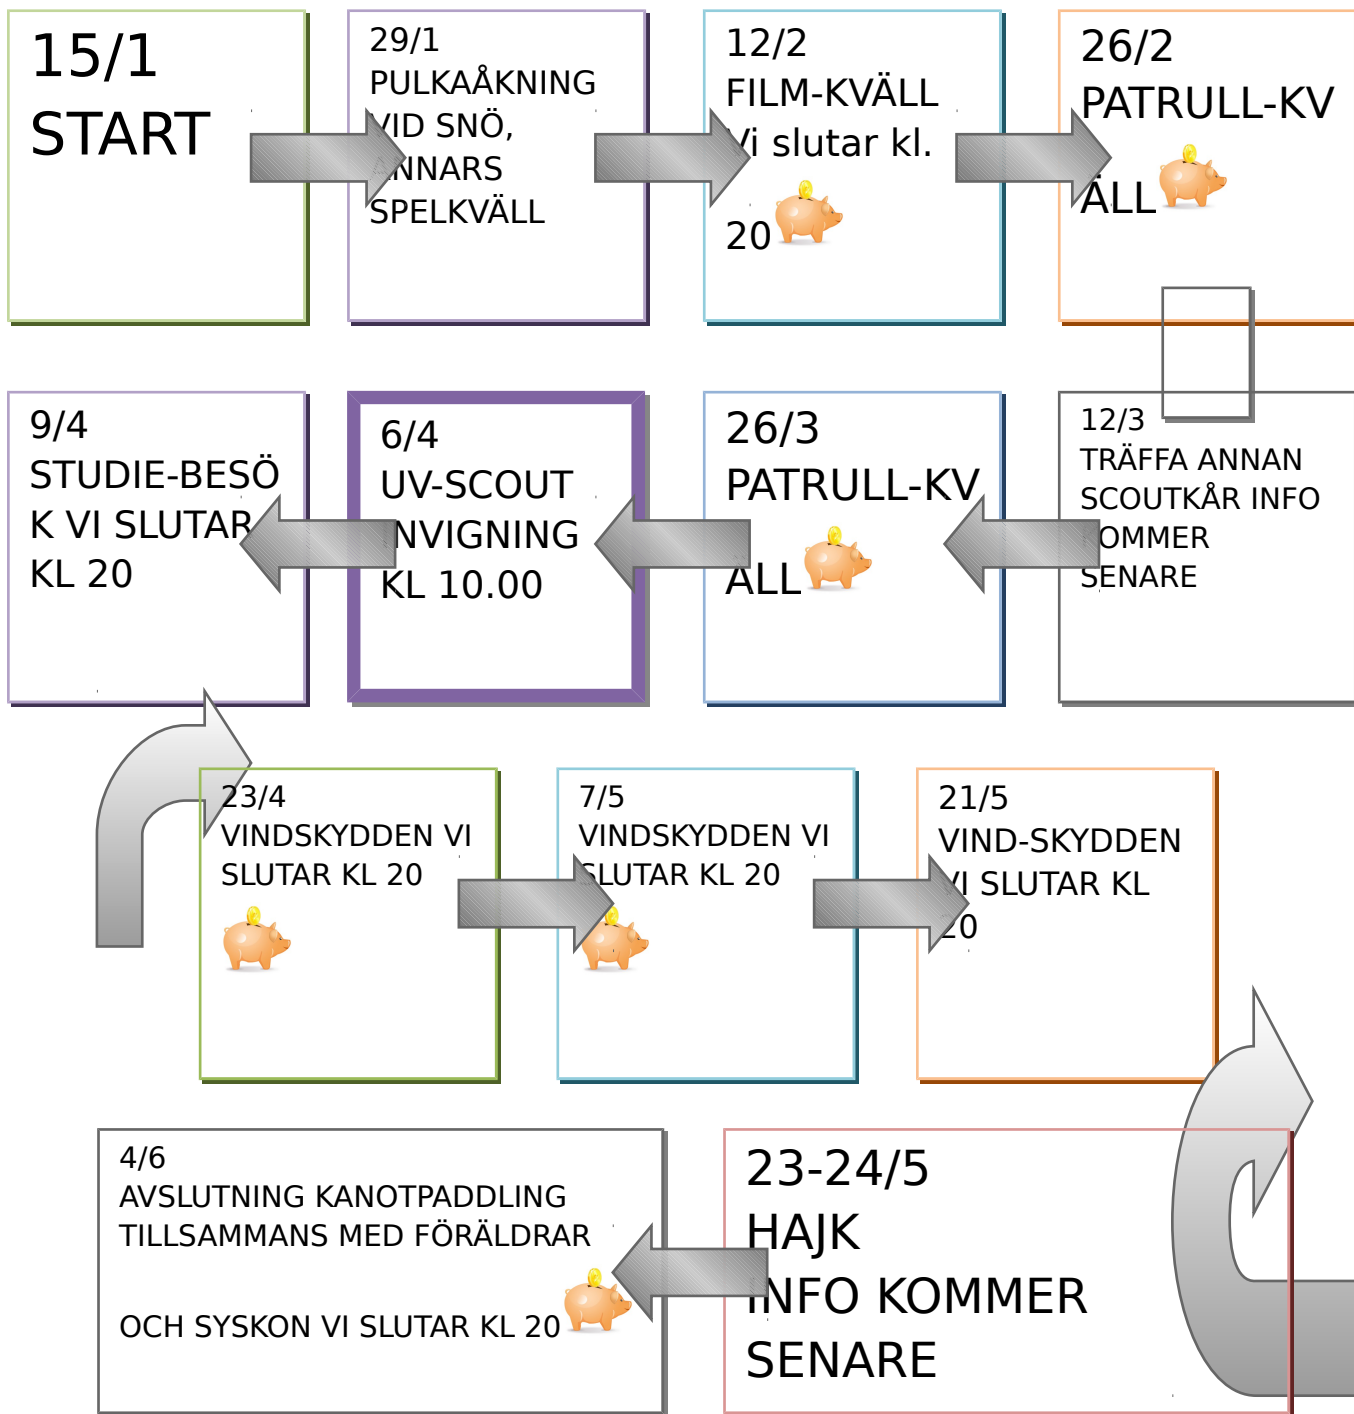 15/1
START
29/1
PULKAÅKNING
VID SNÖ,
ANNARS
SPELKVÄLL
12/2
FILM-KVÄLL
Vi slutar kl.
20
26/2
PATRULL-KV
ÄLL
9/4
STUDIE-BESÖ
K VI SLUTAR
KL 20
6/4
UV-SCOUT
INVIGNING
KL 10.00
26/3
PATRULL-KV
ÄLL
12/3
TRÄFFA ANNAN
SCOUTKÅR INFO
KOMMER
SENARE
23/4
VINDSKYDDEN VI
SLUTAR KL 20
7/5
VINDSKYDDEN VI
SLUTAR KL 20
21/5
VIND-SKYDDEN
VI SLUTAR KL
20
4/6
AVSLUTNING KANOTPADDLING
TILLSAMMANS MED FÖRÄLDRAR
OCH SYSKON VI SLUTAR KL 20
23-24/5
HAJK
INFO KOMMER
SENARE